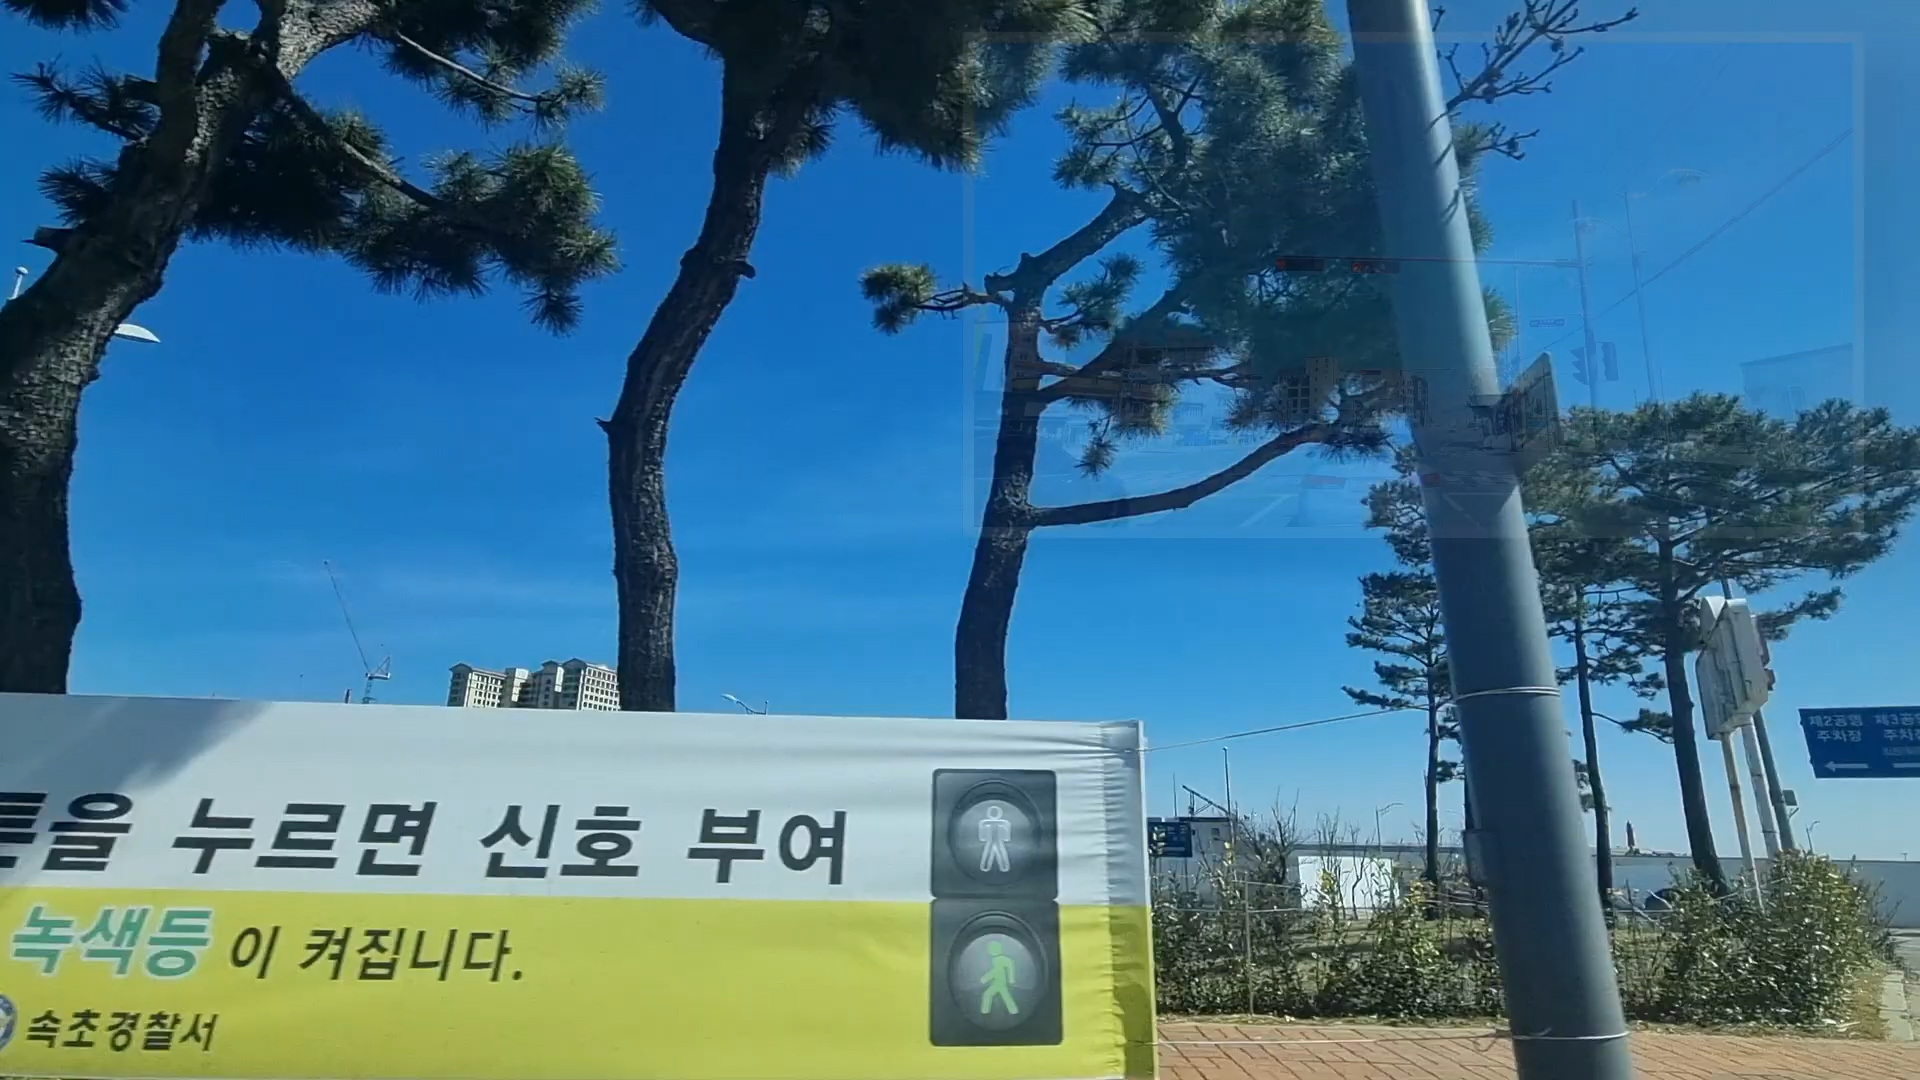 튼을 누르면 신호 부여
녹색등 이 켜집니다.
속초경찰서
제2공영 제3공영
주차장 주차장